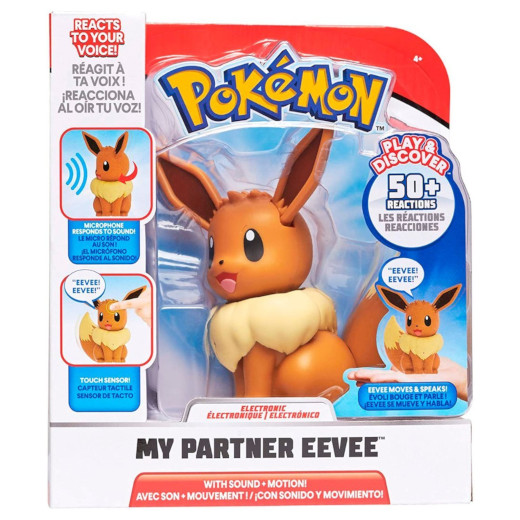 REACTS
TO YOUR
VOICE!
RÉAGIT À
TA VOIX !
¡REACCIONA
AL OÍR TU VOZ!
POKéMON
™
4+
PLAY &
DISCOVER
50+
REACTIONS
LES RÉACTIONS
REACCIONES
MICROPHONE
RESPONDS TO SOUND!
LE MICRO RÉPOND
AU SON !
¡EL MICRÓFONO
RESPONDE AL SONIDO!
"EEVEE!
EEVEE!"
TOUCH SENSOR!
CAPTEUR TACTILE
SENSOR DE TACTO
"EEVEE!
EEVEE!"
EEVEE MOVES & SPEAKS!
ÉVOLI BOUGE ET PARLE !
¡EEVEE SE MUEVE Y HABLA!
ELECTRONIC
ÉLECTRONIQUE / ELECTRÓNICO
MY PARTNER EEVEE™
WITH SOUND + MOTION!
AVEC SON + MOUVEMENT ! / ¡CON SONIDO Y MOVIMIENTO!